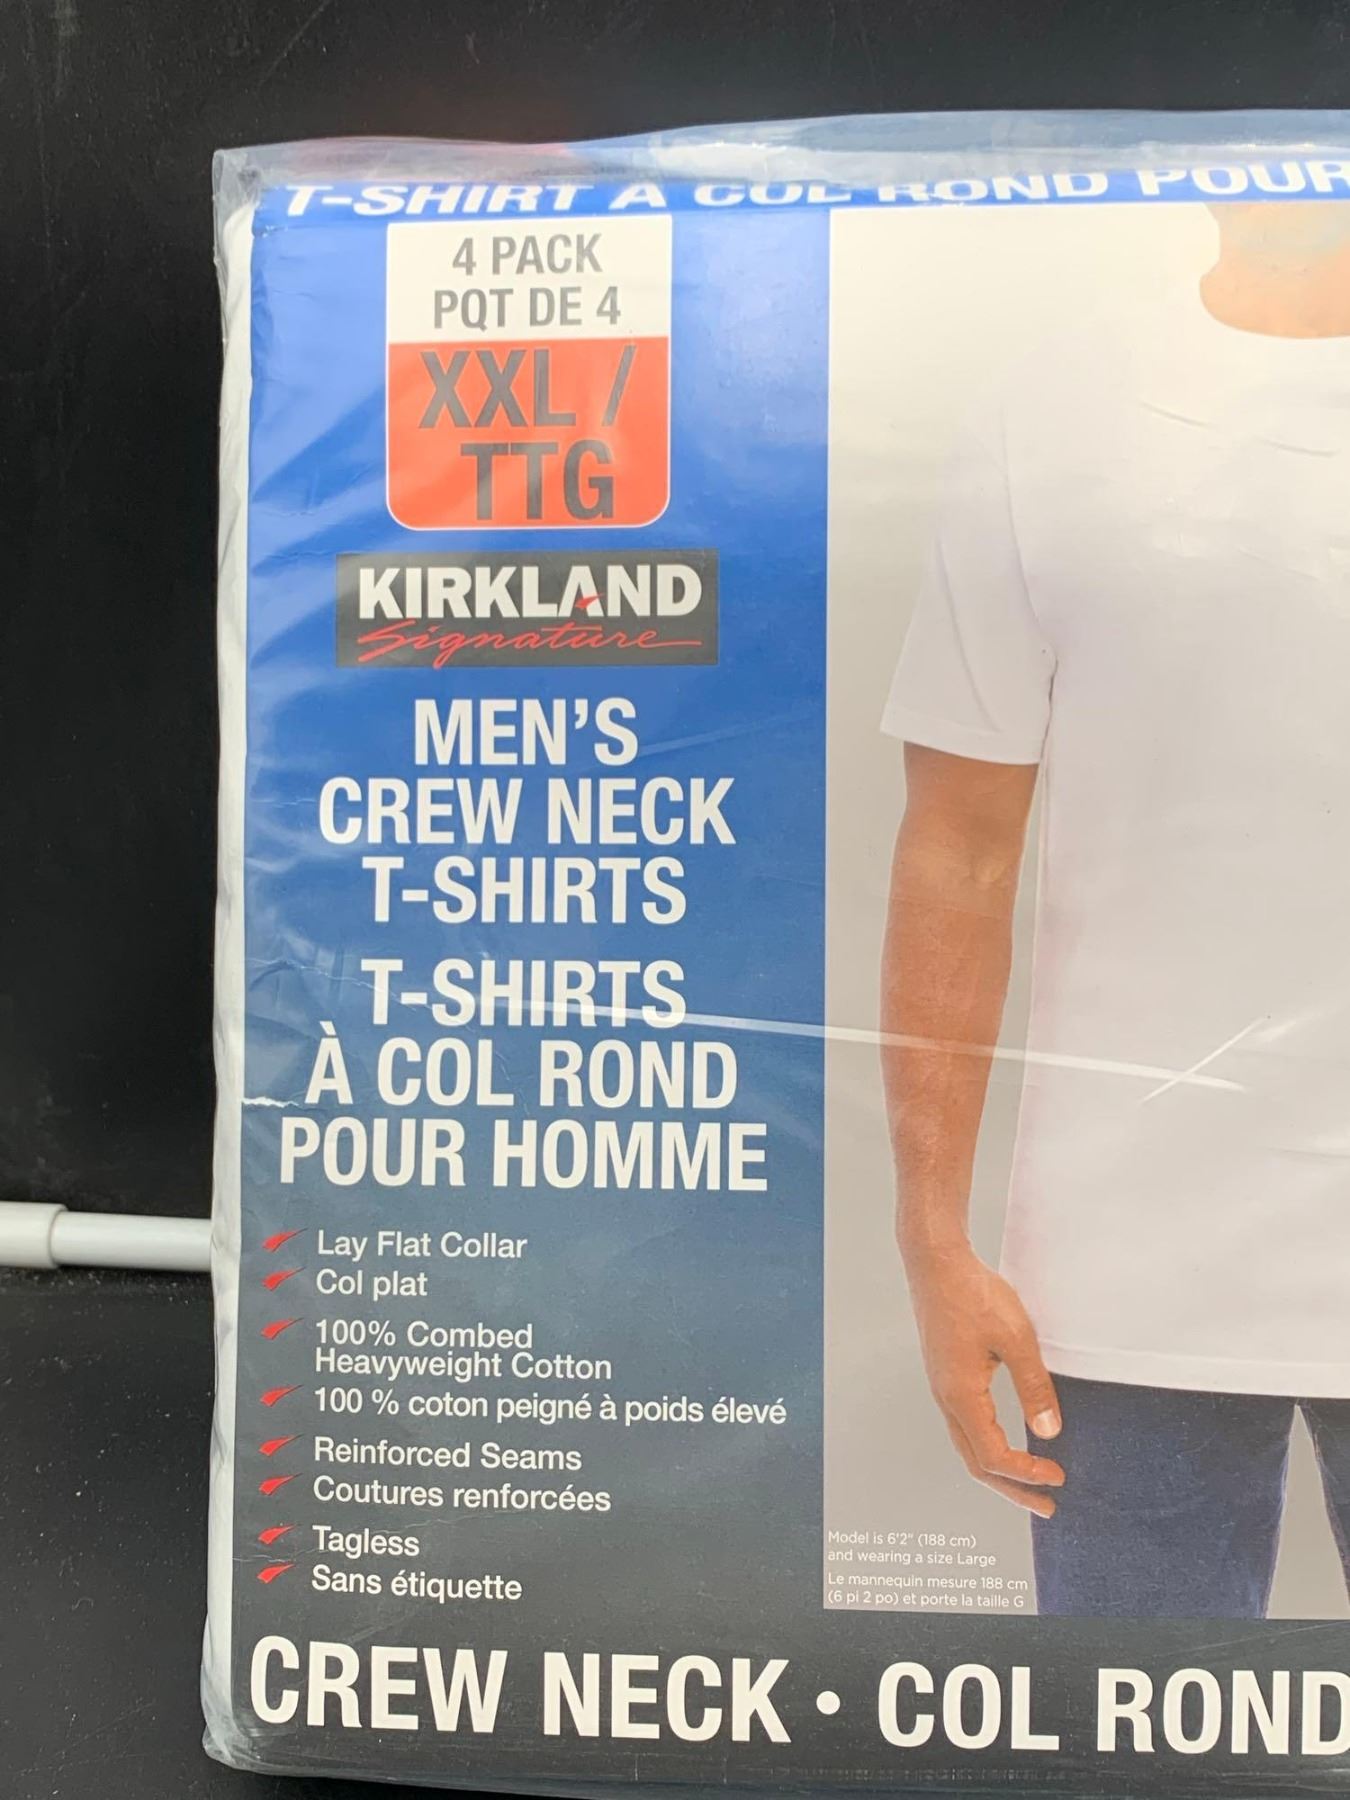 T-SHIRT À COL ROND POUR
4 PACK
PQT DE 4
XXL /
TTG
KIRKLAND
Signature
MEN'S
CREW NECK
T-SHIRTS
T-SHIRTS
À COL ROND
POUR HOMME
Lay Flat Collar
Col plat
100% Combed
Heavyweight Cotton
100 % coton peigné à poids élevé
Reinforced Seams
Coutures renforcées
Tagless
Sans étiquette
Model is 6'2" (188 cm)
and wearing a size Large
Le mannequin mesure 188 cm
(6 pi 2 po) et porte la taille G
CREW NECK • COL ROND